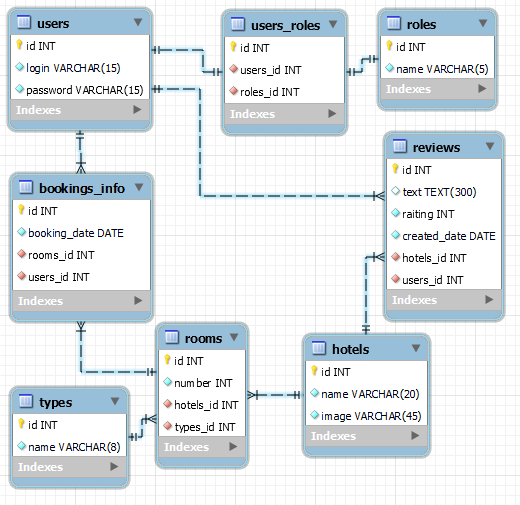 users
id INT
login VARCHAR(15)
password VARCHAR(15)
Indexes
users_roles
id INT
users_id INT
roles_id INT
Indexes
roles
id INT
name VARCHAR(5)
Indexes
bookings_info
id INT
booking_date DATE
rooms_id INT
users_id INT
Indexes
reviews
id INT
text TEXT(300)
raiting INT
created_date DATE
hotels_id INT
users_id INT
Indexes
rooms
id INT
number INT
hotels_id INT
types_id INT
Indexes
hotels
id INT
name VARCHAR(20)
image VARCHAR(45)
Indexes
types
id INT
name VARCHAR(8)
Indexes